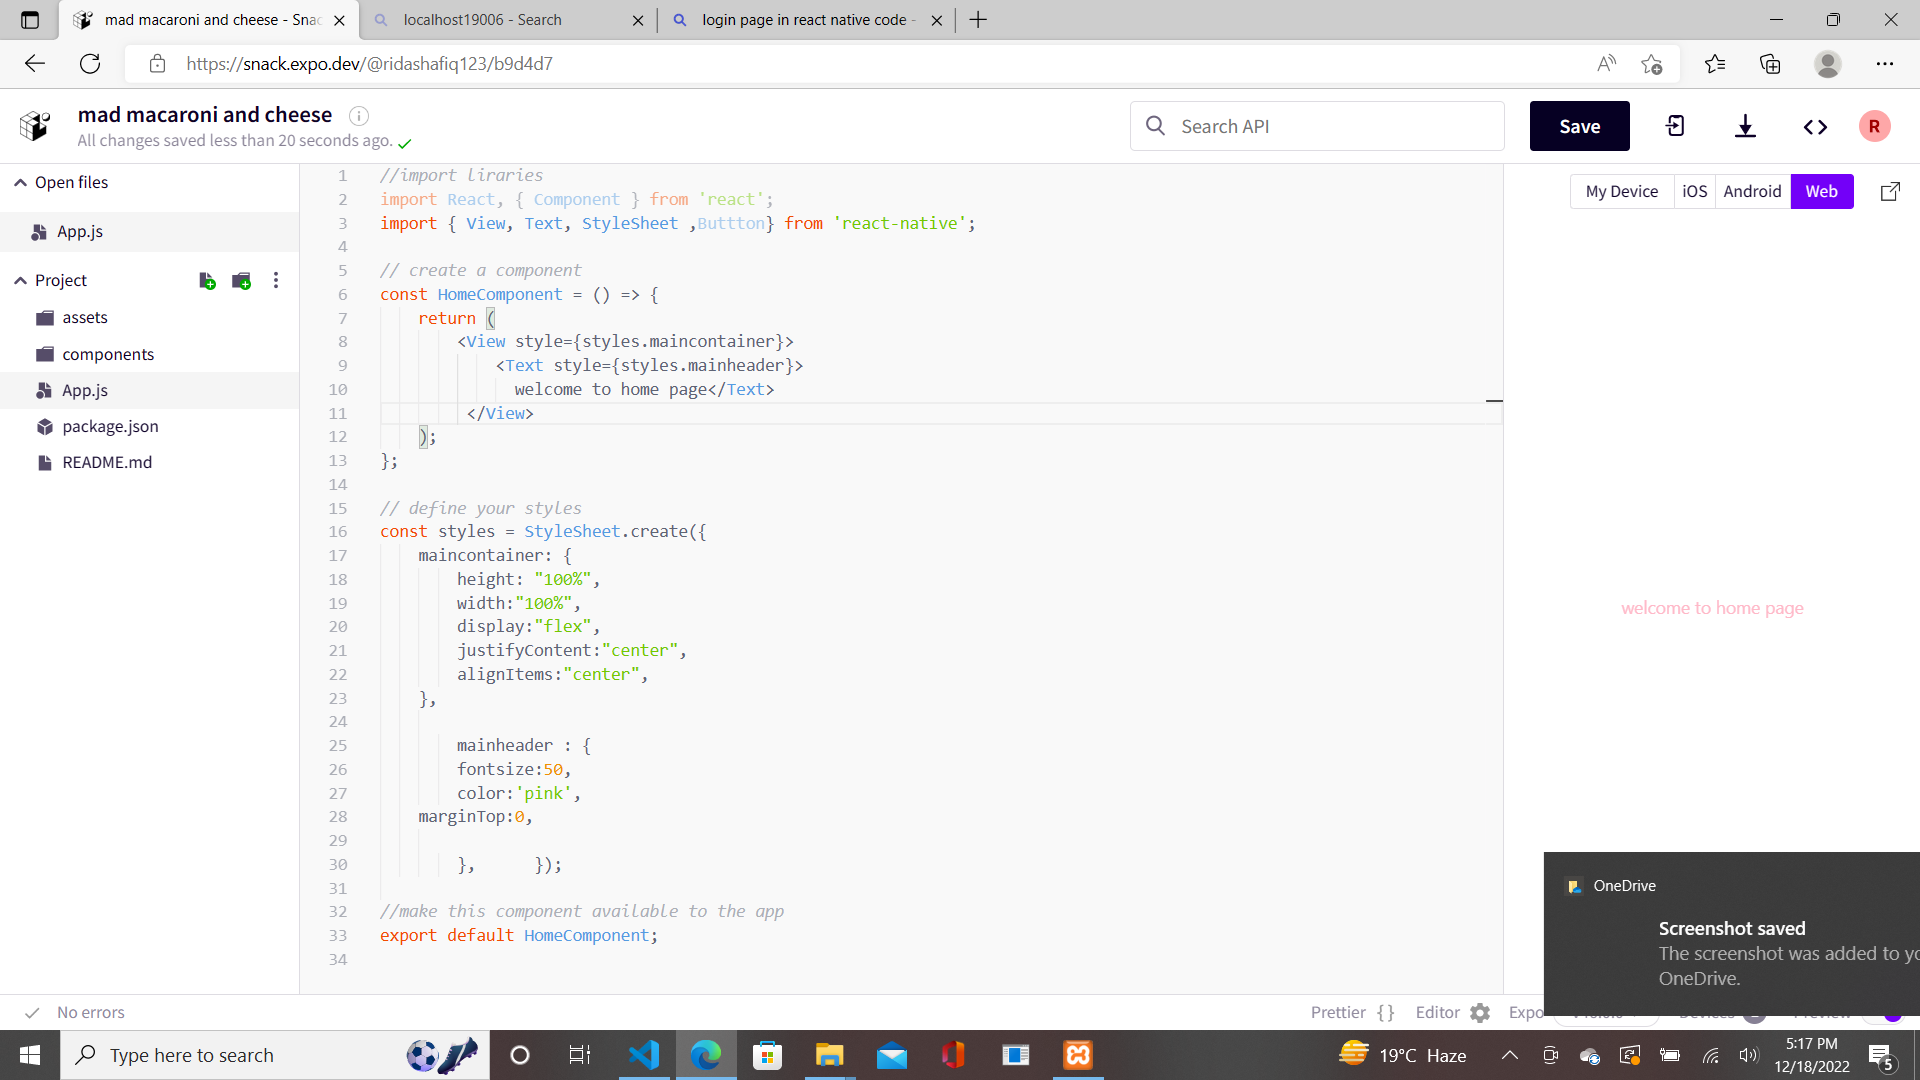 mad macaroni and cheese - Snac
localhost19006 - Search
login page in react native code -
https://snack.expo.dev/@ridashafiq123/b9d4d7
mad macaroni and cheese
All changes saved less than 20 seconds ago.
Search API
Save
R
Open files
App.js
Project
assets
components
App.js
package.json
README.md
1 //import liraries
2 import React, { Component } from 'react';
3 import { View, Text, StyleSheet ,Buttton} from 'react-native';
4
5 // create a component
6 const HomeComponent = () => {
7 return (
8 <View style={styles.maincontainer}>
9 <Text style={styles.mainheader}>
10 welcome to home page</Text>
11 </View>
12 );
13 };
14
15 // define your styles
16 const styles = StyleSheet.create({
17 maincontainer: {
18 height: "100%",
19 width:"100%",
20 display:"flex",
21 justifyContent:"center",
22 alignItems:"center",
23 },
24
25 mainheader : {
26 fontsize:50,
27 color:'pink',
28 marginTop:0,
29
30 }, });
31
32 //make this component available to the app
33 export default HomeComponent;
34
My Device iOS Android Web
welcome to home page
OneDrive
Screenshot saved
The screenshot was added to yo
OneDrive.
No errors
Prettier {} Editor Expo
Type here to search
19°C Haze
5:17 PM
12/18/2022
5